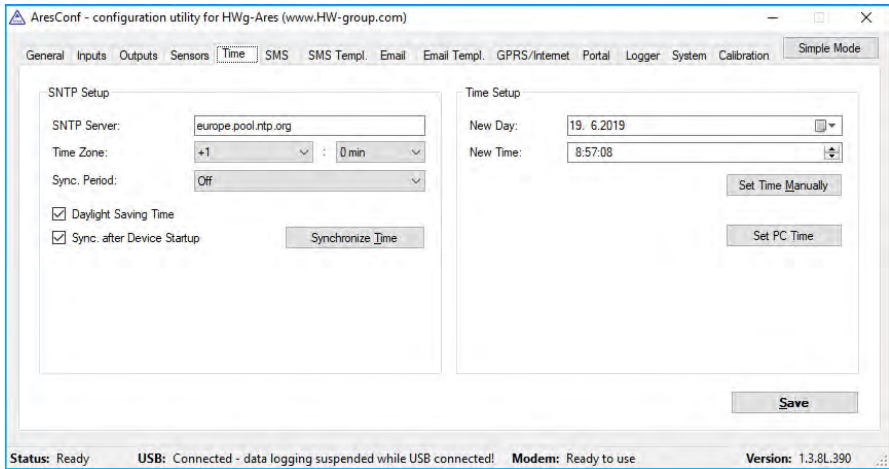 AresConf - configuration utility for HWg-Ares (www.HW-group.com)
Simple Mode
General Inputs Outputs Sensors Time SMS SMS Templ. Email Email Templ. GPRS/Internet Portal Logger System Calibration
SNTP Setup
SNTP Server: europe.pool.ntp.org
Time Zone: +1 : 0 min
Sync. Period: Off
Daylight Saving Time
Sync. after Device Startup
Synchronize Time
Time Setup
New Day: 19. 6.2019
New Time: 8:57:08
Set Time Manually
Set PC Time
Save
Status: Ready USB: Connected - data logging suspended while USB connected! Modem: Ready to use Version: 1.3.8L.390